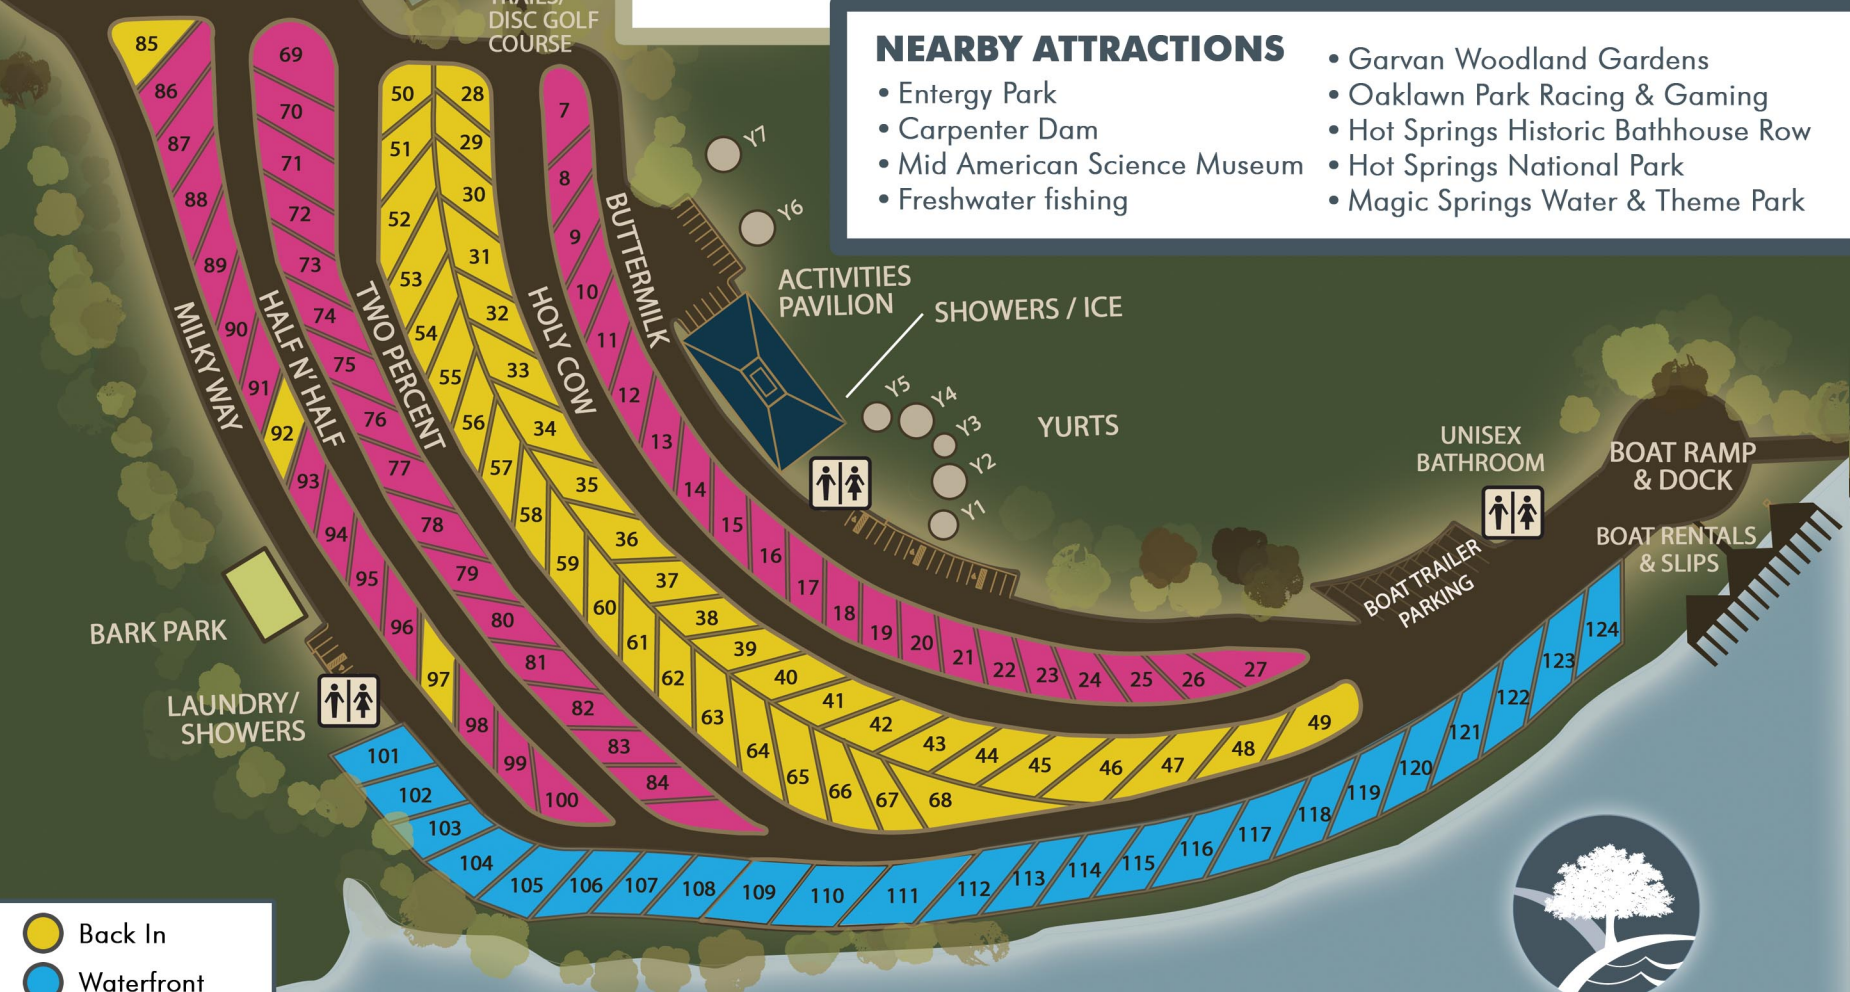 TRAILS/
DISC GOLF
COURSE
NEARBY ATTRACTIONS
• Entergy Park
• Carpenter Dam
• Mid American Science Museum
• Freshwater fishing
• Garvan Woodland Gardens
• Oaklawn Park Racing & Gaming
• Hot Springs Historic Bathhouse Row
• Hot Springs National Park
• Magic Springs Water & Theme Park
85
86
87
88
89
90
91
92
93
94
95
96
97
98
99
100
69
70
71
72
73
74
75
76
77
78
79
80
81
82
83
84
50
51
52
53
54
55
56
57
58
59
60
61
62
63
64
65
66
67
68
28
29
30
31
32
33
34
35
36
37
38
39
40
41
42
43
44
45
46
47
48
49
7
8
9
10
11
12
13
14
15
16
17
18
19
20
21
22
23
24
25
26
27
MILKY WAY
HALF N' HALF
TWO PERCENT
HOLY COW
BUTTERMILK
Y7
Y6
ACTIVITIES
PAVILION
SHOWERS / ICE
Y5
Y4
Y3
Y2
Y1
YURTS
UNISEX
BATHROOM
BOAT RAMP
& DOCK
BOAT RENTALS
& SLIPS
BOAT TRAILER
PARKING
BARK PARK
LAUNDRY/
SHOWERS
101
102
103
104
105
106
107
108
109
110
111
112
113
114
115
116
117
118
119
120
121
122
123
124
Back In
Waterfront